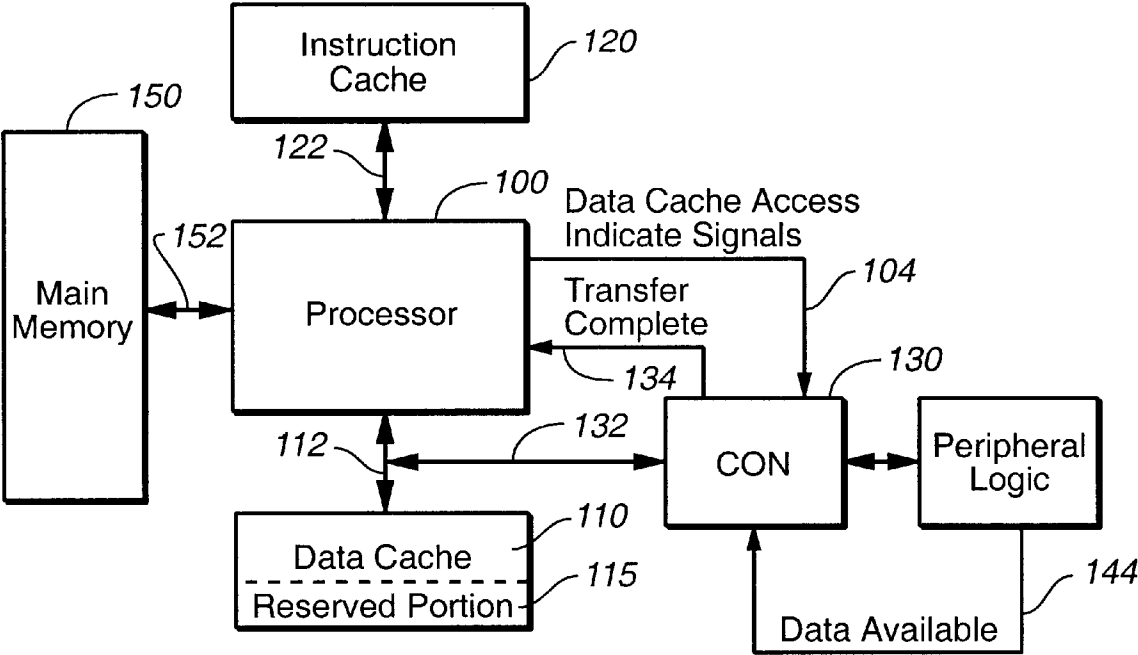 Instruction
Cache
120
150
122
100
Data Cache Access
Indicate Signals
152
104
Main
Memory
Processor
Transfer
Complete
134
130
112
132
CON
Peripheral
Logic
110
Data Cache
115
Reserved Portion
144
Data Available